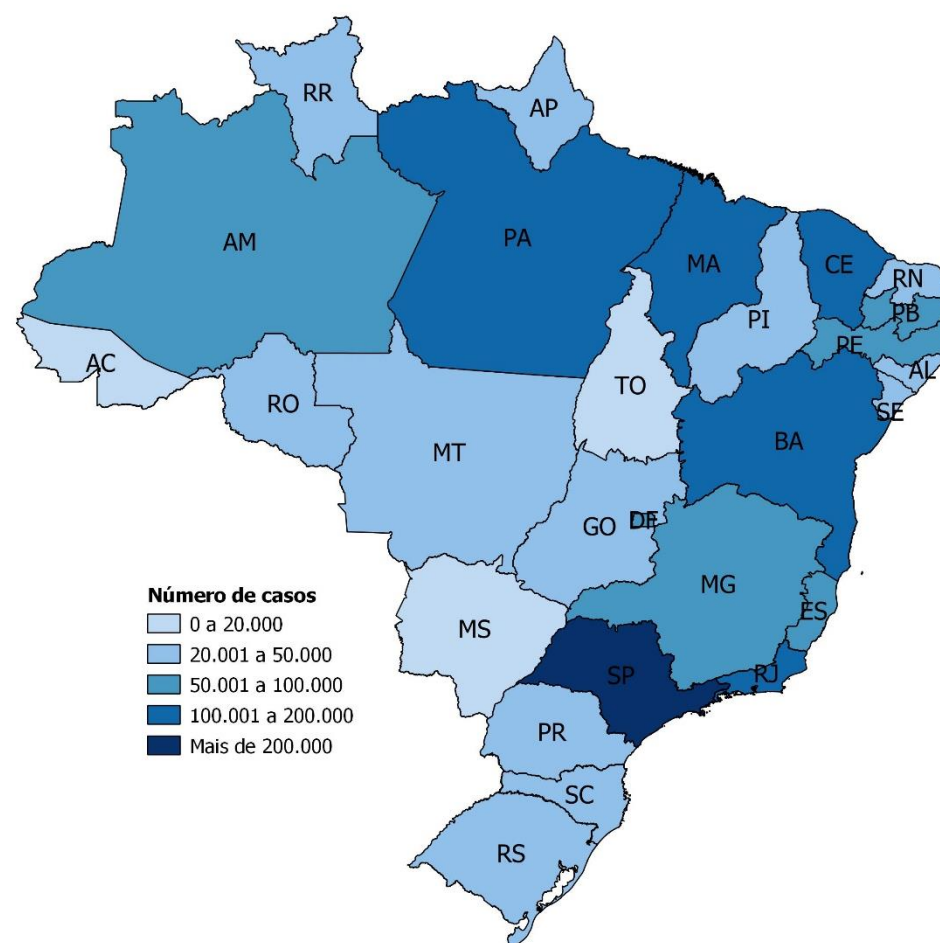 RR
AP
AM
PA
MA
CE
RN
PB
PI
PE
AC
AL
TO
RO
SE
BA
MT
GO
DF
MG
Número de casos
0 a 20.000
20.001 a 50.000
50.001 a 100.000
100.001 a 200.000
Mais de 200.000
MS
ES
SP
RJ
PR
SC
RS